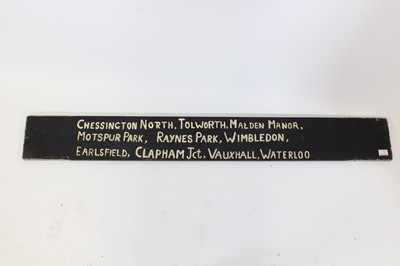 CHESSINGTON NORTH, TOLWORTH, MALDEN MANOR,
MOTSPUR PARK, RAYNES PARK, WIMBLEDON,
EARLSFIELD, CLAPHAM Jct, VAUXHALL, WATERLOO